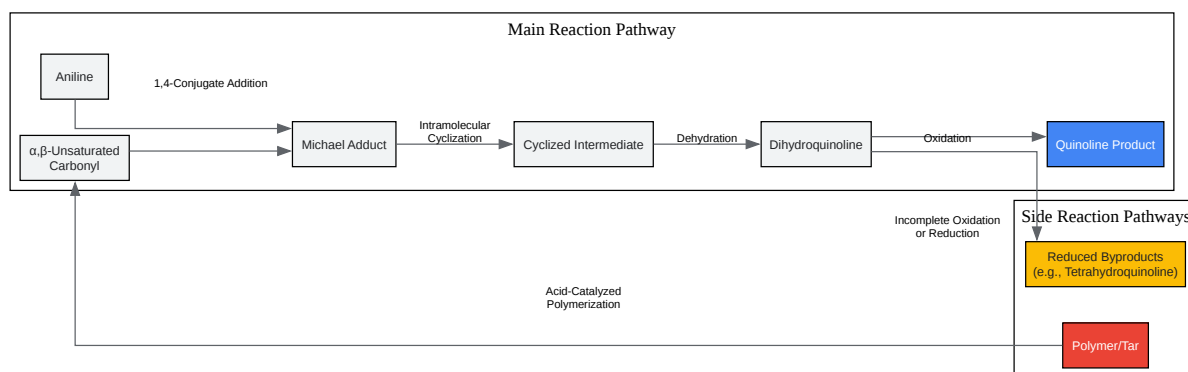 Main Reaction Pathway
Aniline
1,4-Conjugate Addition
α,β-Unsaturated
Carbonyl
Michael Adduct
Intramolecular
Cyclization
Cyclized Intermediate
Dehydration
Dihydroquinoline
Oxidation
Quinoline Product
Incomplete Oxidation
or Reduction
Side Reaction Pathways
Reduced Byproducts
(e.g., Tetrahydroquinoline)
Acid-Catalyzed
Polymerization
Polymer/Tar